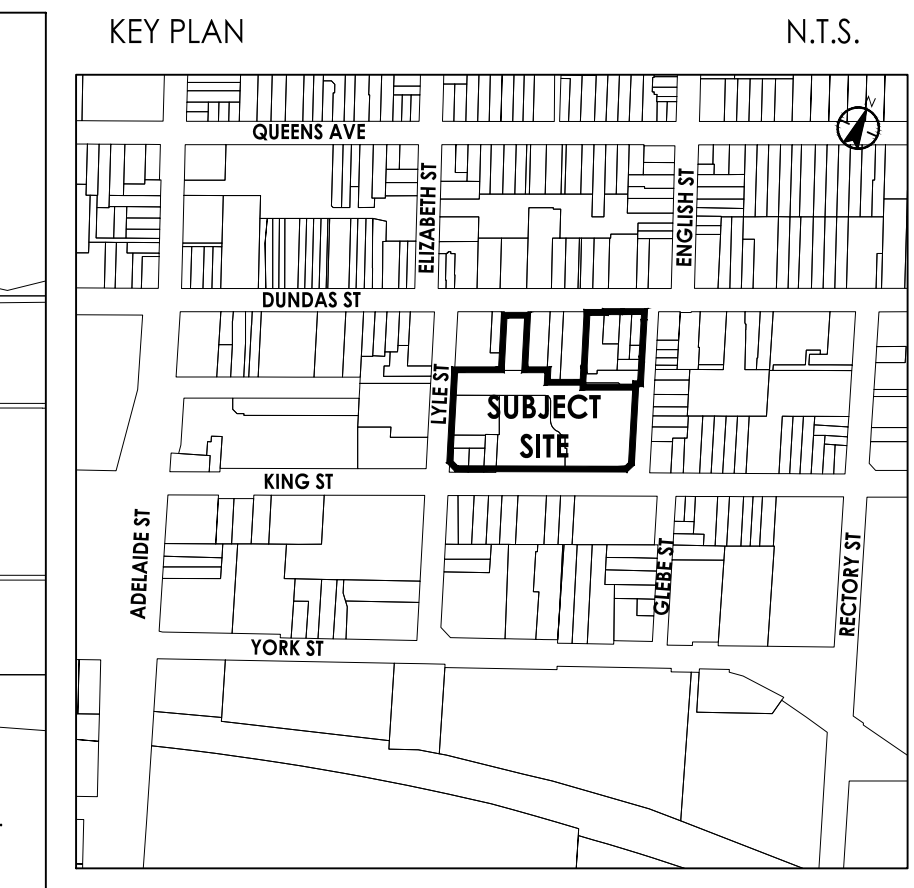 KEY PLAN
N.T.S.
N
QUEENS AVE
ELIZABETH ST
ENGLISH ST
DUNDAS ST
LYLE ST
SUBJECT
SITE
KING ST
ADELAIDE ST
GLEBE ST
RECTORY ST
YORK ST